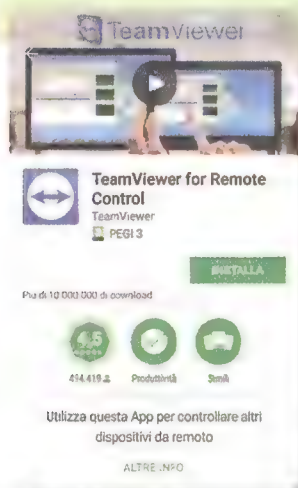 TeamViewer
TeamViewer for Remote
Control
TeamViewer
PEGI 3
INSTALLA
Più di 10.000.000 di download
4,5
494.419
Produttività
Simili
Utilizza questa App per controllare altri
dispositivi da remoto
ALTRE INFO